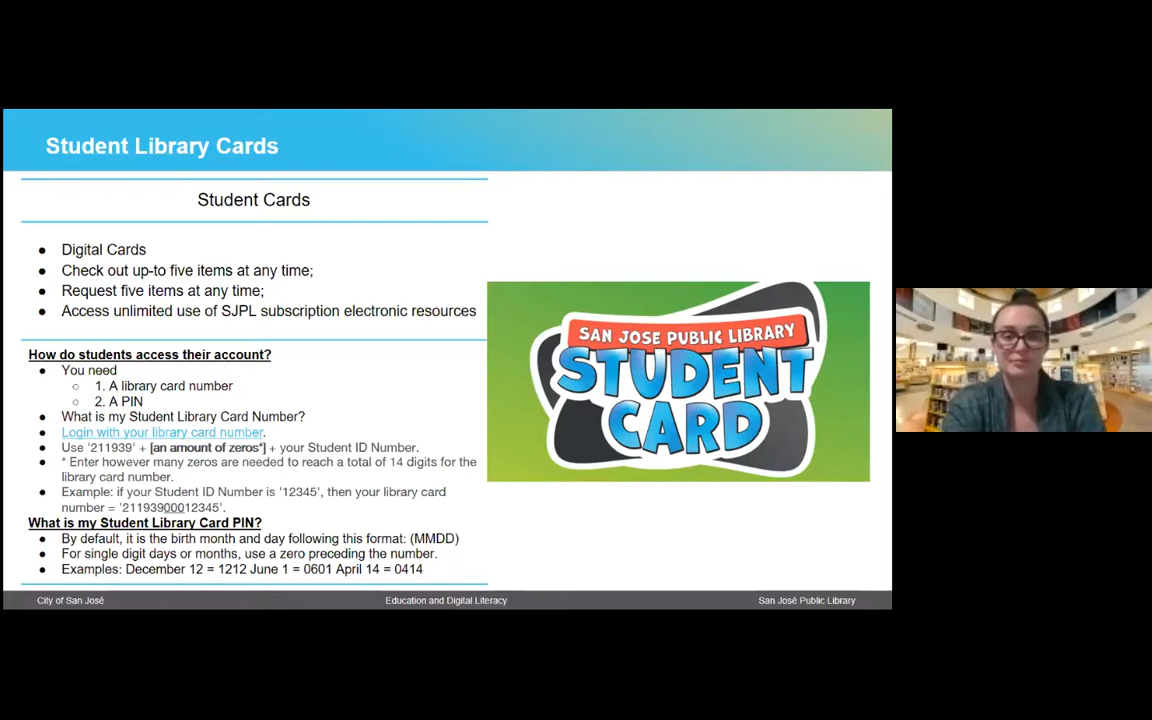 Student Library Cards
Student Cards
● Digital Cards
● Check out up-to five items at any time;
● Request five items at any time;
● Access unlimited use of SJPL subscription electronic resources
How do students access their account?
● You need
○ 1. A library card number
○ 2. A PIN
● What is my Student Library Card Number?
● Login with your library card number.
● Use '211939' + [an amount of zeros*] + your Student ID Number.
● * Enter however many zeros are needed to reach a total of 14 digits for the
library card number.
● Example: if your Student ID Number is '12345', then your library card
number = '21193900012345'.
What is my Student Library Card PIN?
● By default, it is the birth month and day following this format: (MMDD)
● For single digit days or months, use a zero preceding the number.
● Examples: December 12 = 1212 June 1 = 0601 April 14 = 0414
SAN JOSE PUBLIC LIBRARY
STUDENT
CARD
City of San José
Education and Digital Literacy
San José Public Library